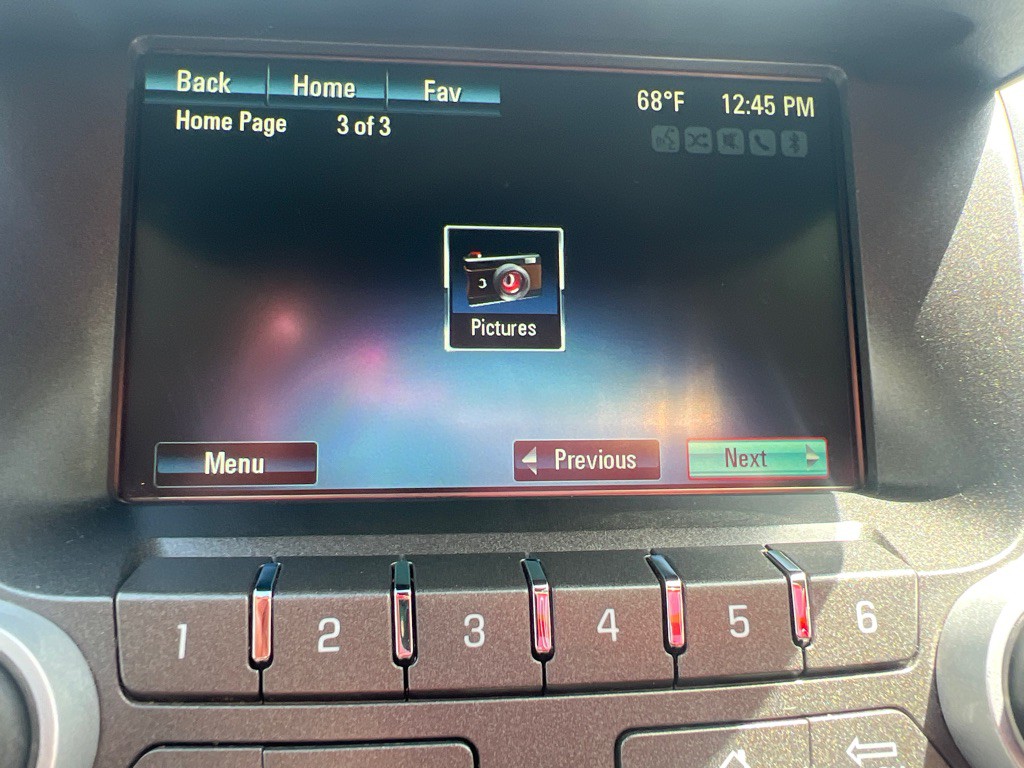 Back Home Fav
68°F 12:45 PM
Home Page 3 of 3
Pictures
Menu Previous Next
1 2 3 4 5 6